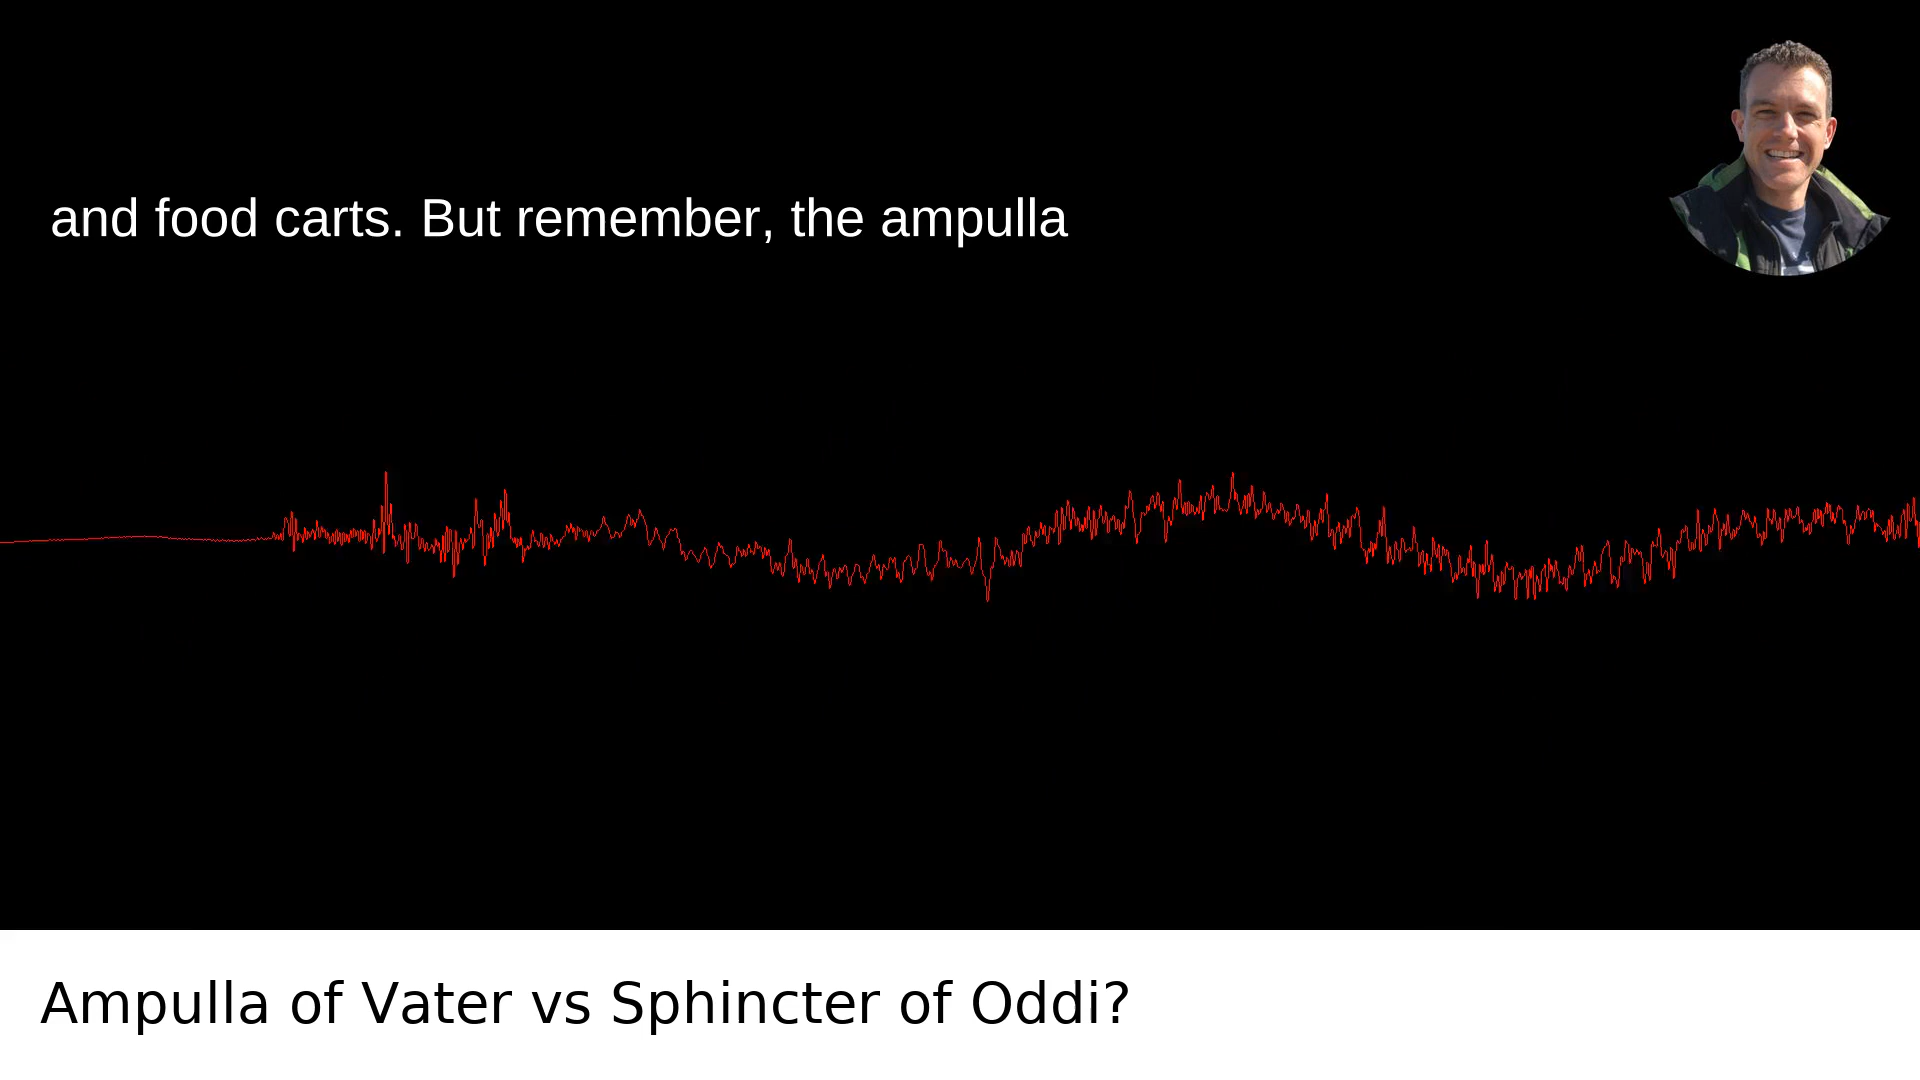 and food carts. But remember, the ampulla
Ampulla of Vater vs Sphincter of Oddi?